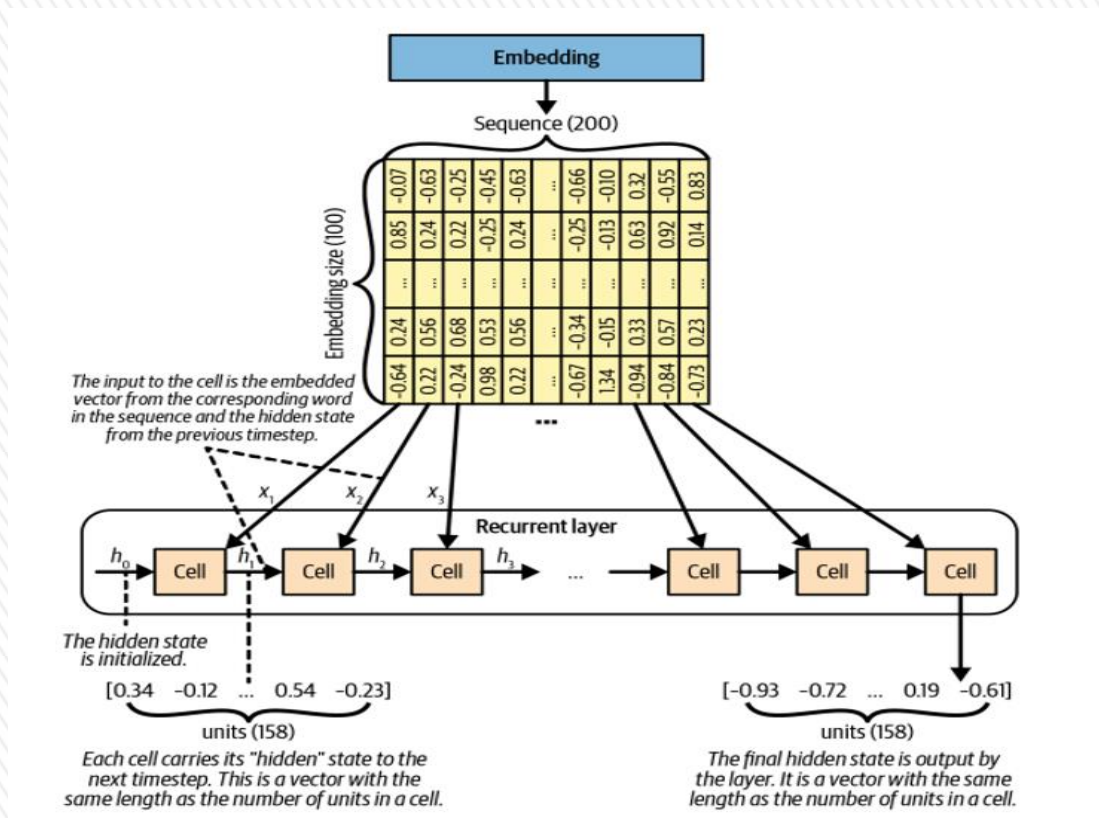 Embedding
Sequence (200)
Embedding size (100)
-0.07 -0.63 -0.25 -0.45 -0.63 ... -0.66 -0.10 0.32 -0.55 0.83
0.85 0.24 0.22 -0.25 0.24 ... -0.25 -0.13 0.63 0.92 0.14
... ... ... ... ... ... ... ... ... ... ...
0.24 0.56 0.68 0.53 0.56 ... -0.34 -0.15 0.33 0.57 0.23
-0.64 0.22 -0.24 0.98 0.22 ... -0.67 1.34 -0.94 -0.84 -0.73
...
The input to the cell is the embedded
vector from the corresponding word
in the sequence and the hidden state
from the previous timestep.
x₁ x₂ x₃
Recurrent layer
h₀ Cell h₁ Cell h₂ Cell h₃ ... Cell Cell Cell
The hidden state
is initialized.
[0.34 -0.12 ... 0.54 -0.23]
units (158)
Each cell carries its "hidden" state to the
next timestep. This is a vector with the
same length as the number of units in a cell.
[-0.93 -0.72 ... 0.19 -0.61]
units (158)
The final hidden state is output by
the layer. It is a vector with the same
length as the number of units in a cell.